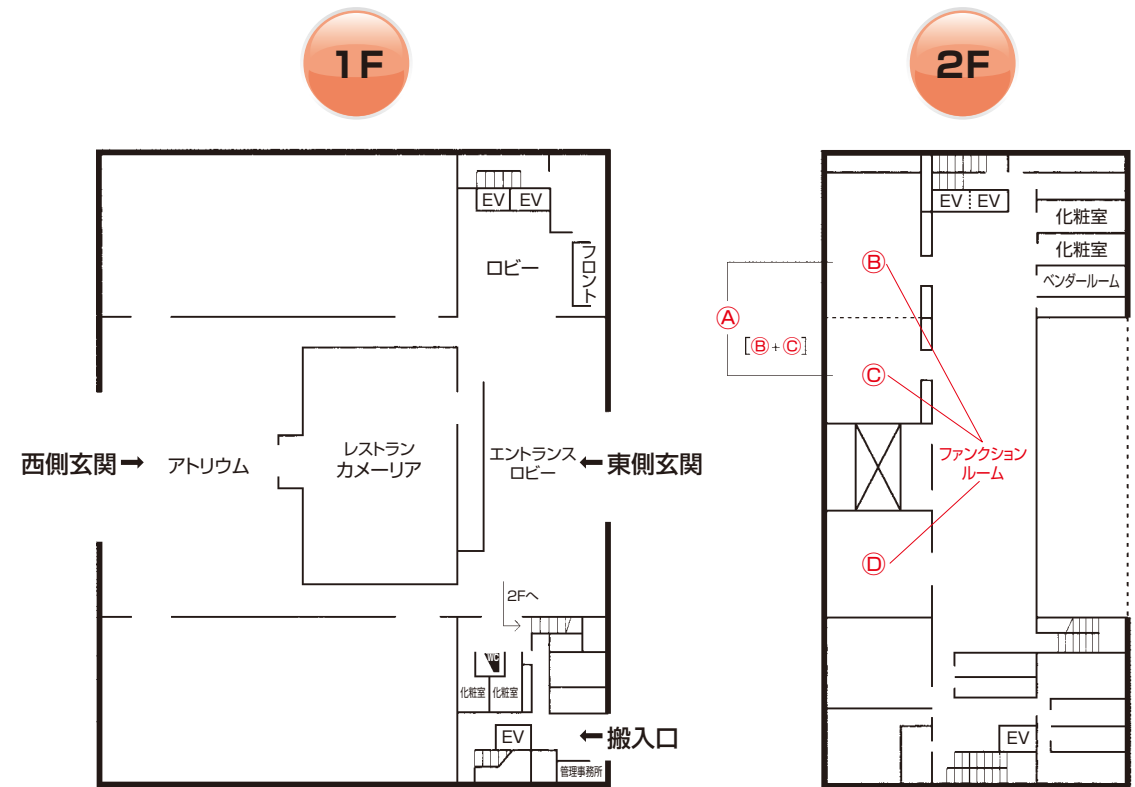 1F
EV EV
ロビー
フロント
西側玄関➡
アトリウム
レストラン
カメーリア
エントランス
ロビー
⬅東側玄関
2Fへ
WC
化粧室 化粧室
EV
⬅搬入口
管理事務所
2F
EV EV
化粧室
化粧室
ベンダールーム
Ⓑ
Ⓐ
[Ⓑ+Ⓒ]
Ⓒ
ファンクション
ルーム
Ⓓ
EV